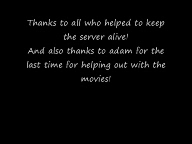 Thanks to all who helped to keep
the server alive!
And also thanks to adam for the
last time for helping out with the
movies!